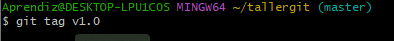 Aprendiz@DESKTOP-LPU1COS MINGW64 ~/tallergit (master)
$ git tag v1.0